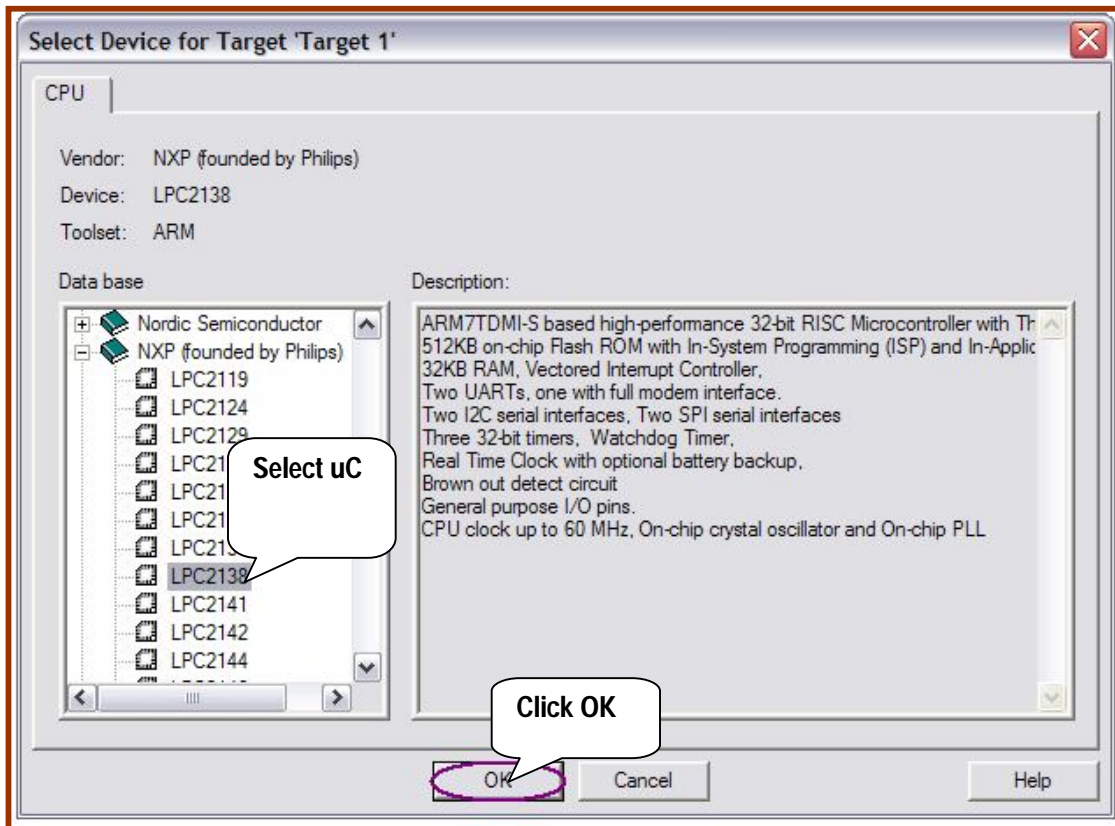 Select Device for Target 'Target 1'
CPU
Vendor: NXP (founded by Philips)
Device: LPC2138
Toolset: ARM
Data base
Nordic Semiconductor
NXP (founded by Philips)
LPC2119
LPC2124
LPC2129
LPC2138
LPC2141
LPC2142
LPC2144
Select uC
Description:
ARM7TDMI-S based high-performance 32-bit RISC Microcontroller with Th
512KB on-chip Flash ROM with In-System Programming (ISP) and In-Applic
32KB RAM, Vectored Interrupt Controller,
Two UARTs, one with full modem interface.
Two I2C serial interfaces, Two SPI serial interfaces
Three 32-bit timers, Watchdog Timer,
Real Time Clock with optional battery backup,
Brown out detect circuit
General purpose I/O pins.
CPU clock up to 60 MHz, On-chip crystal oscillator and On-chip PLL
Click OK
OK
Cancel
Help